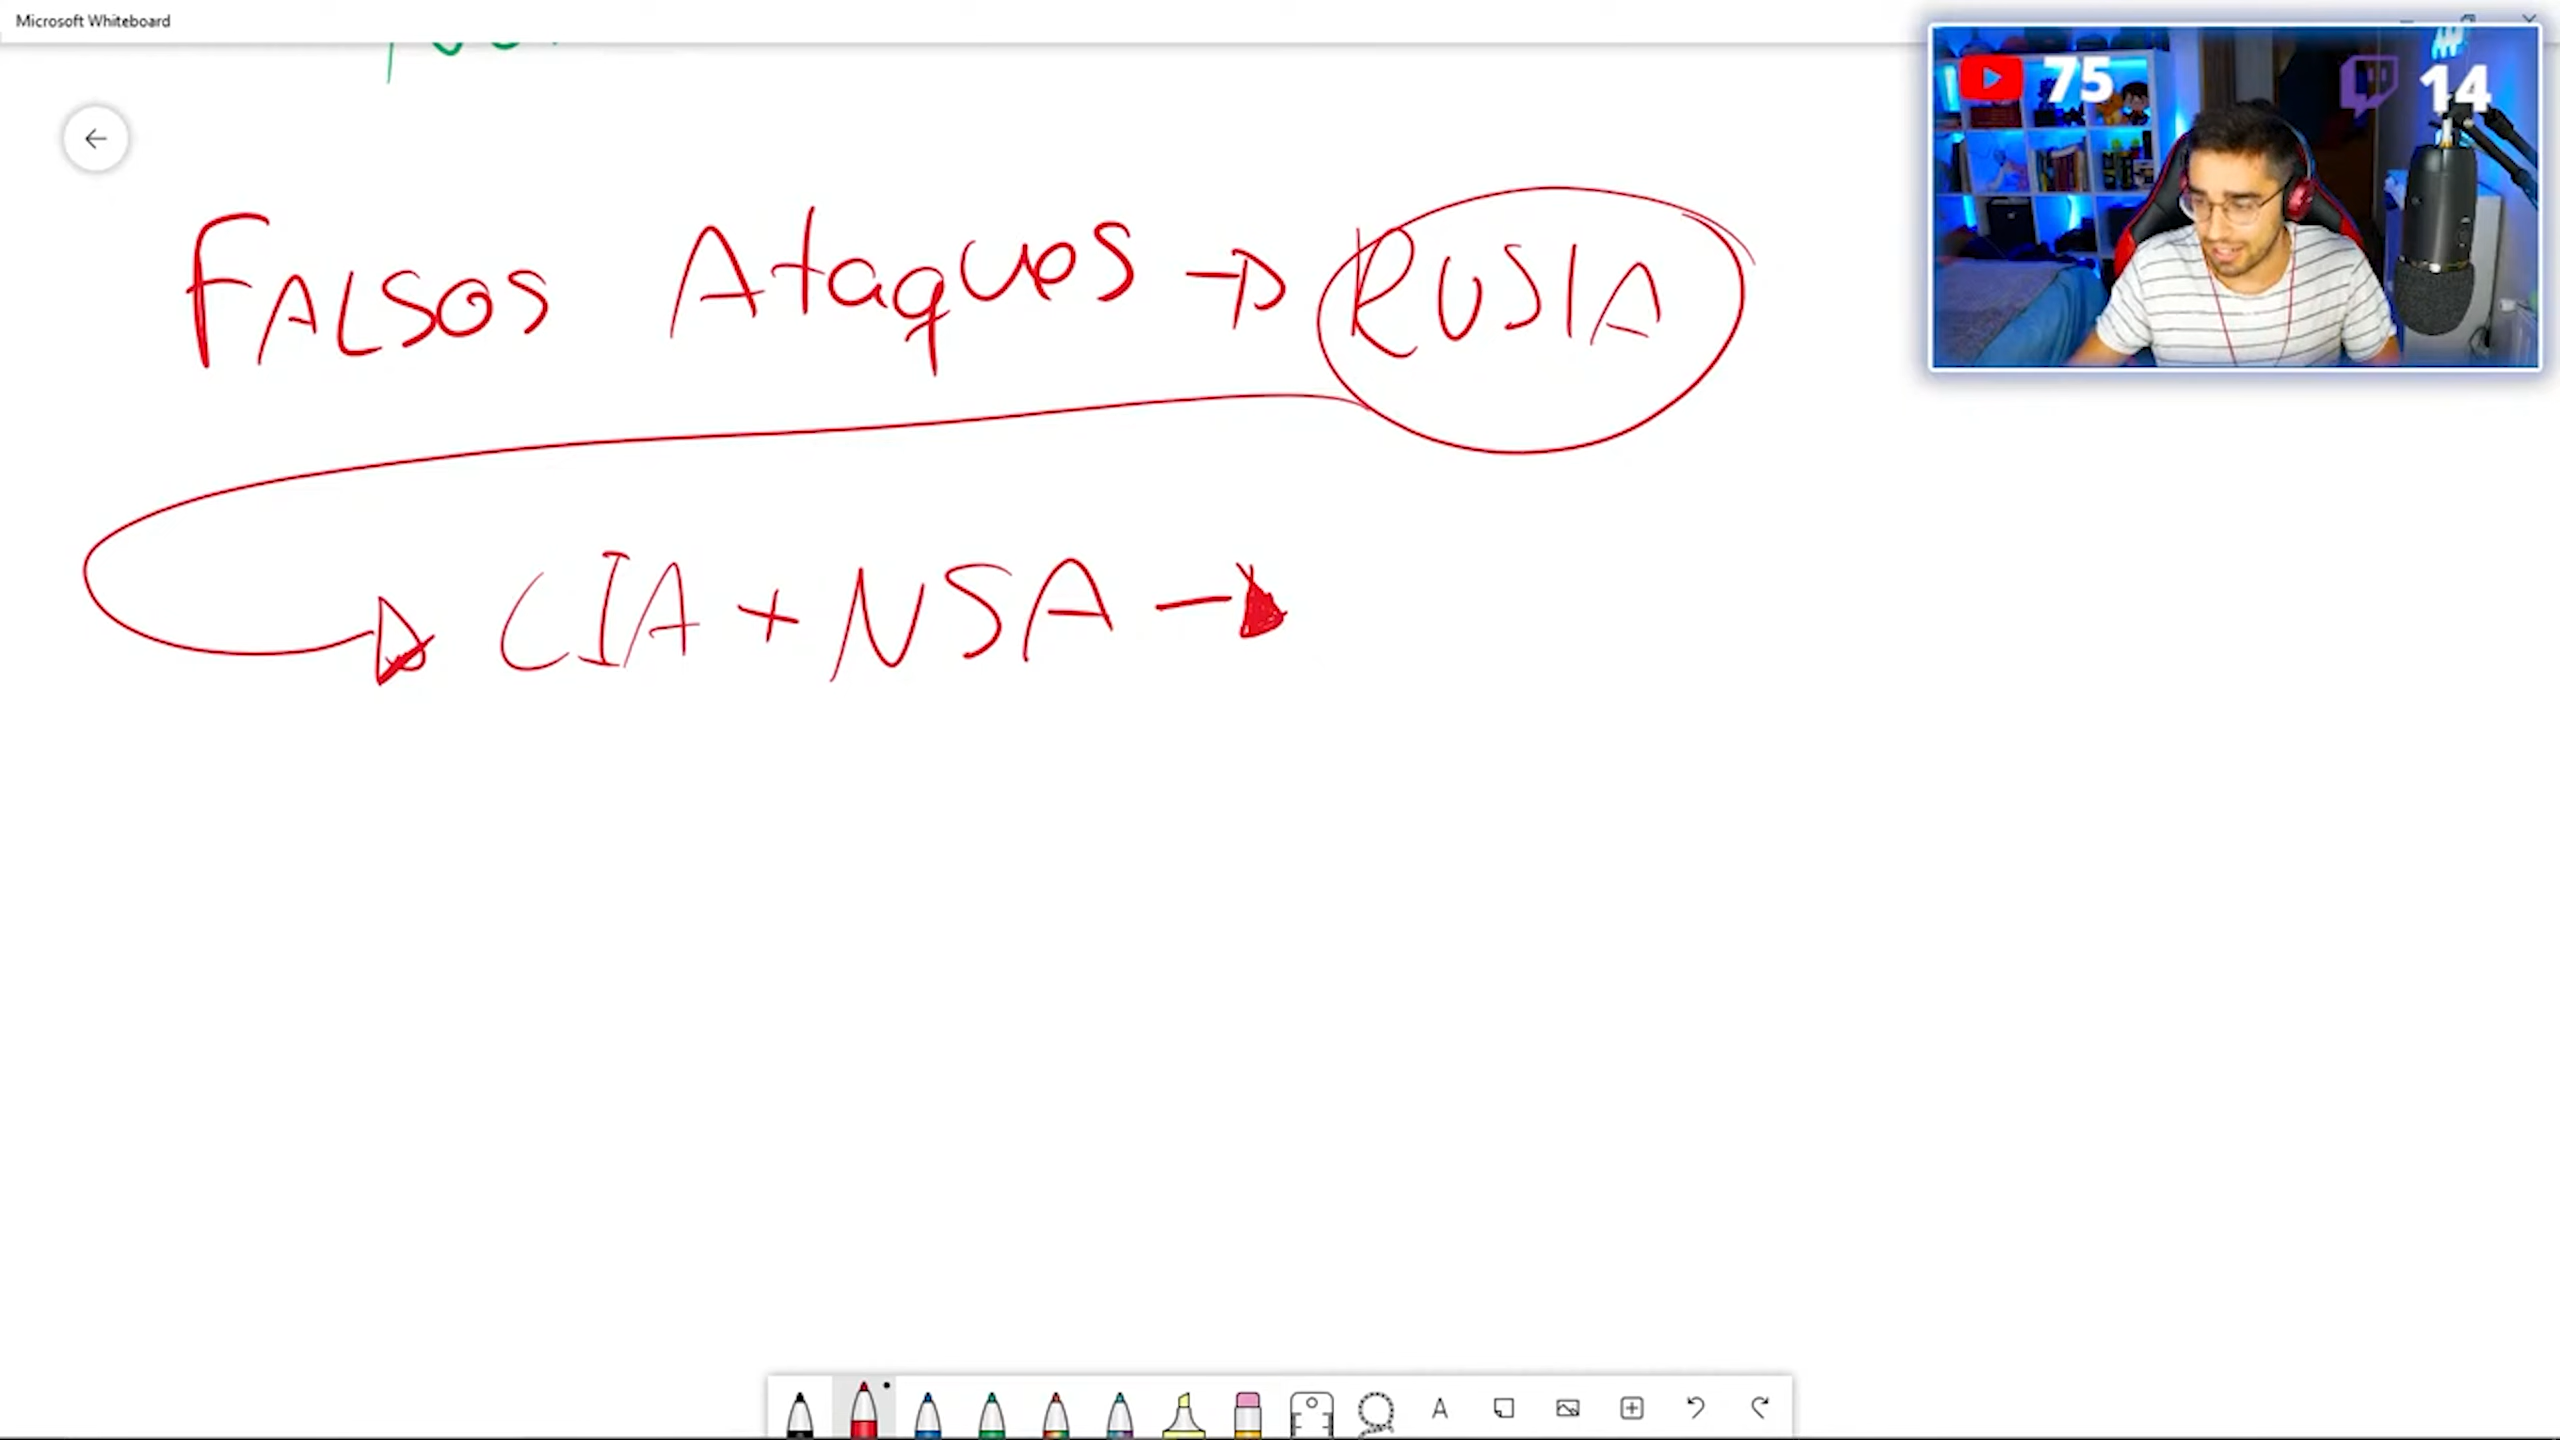 Microsoft Whiteboard
75
14
FALSOS Ataques → RUSIA
CIA + NSA →
A